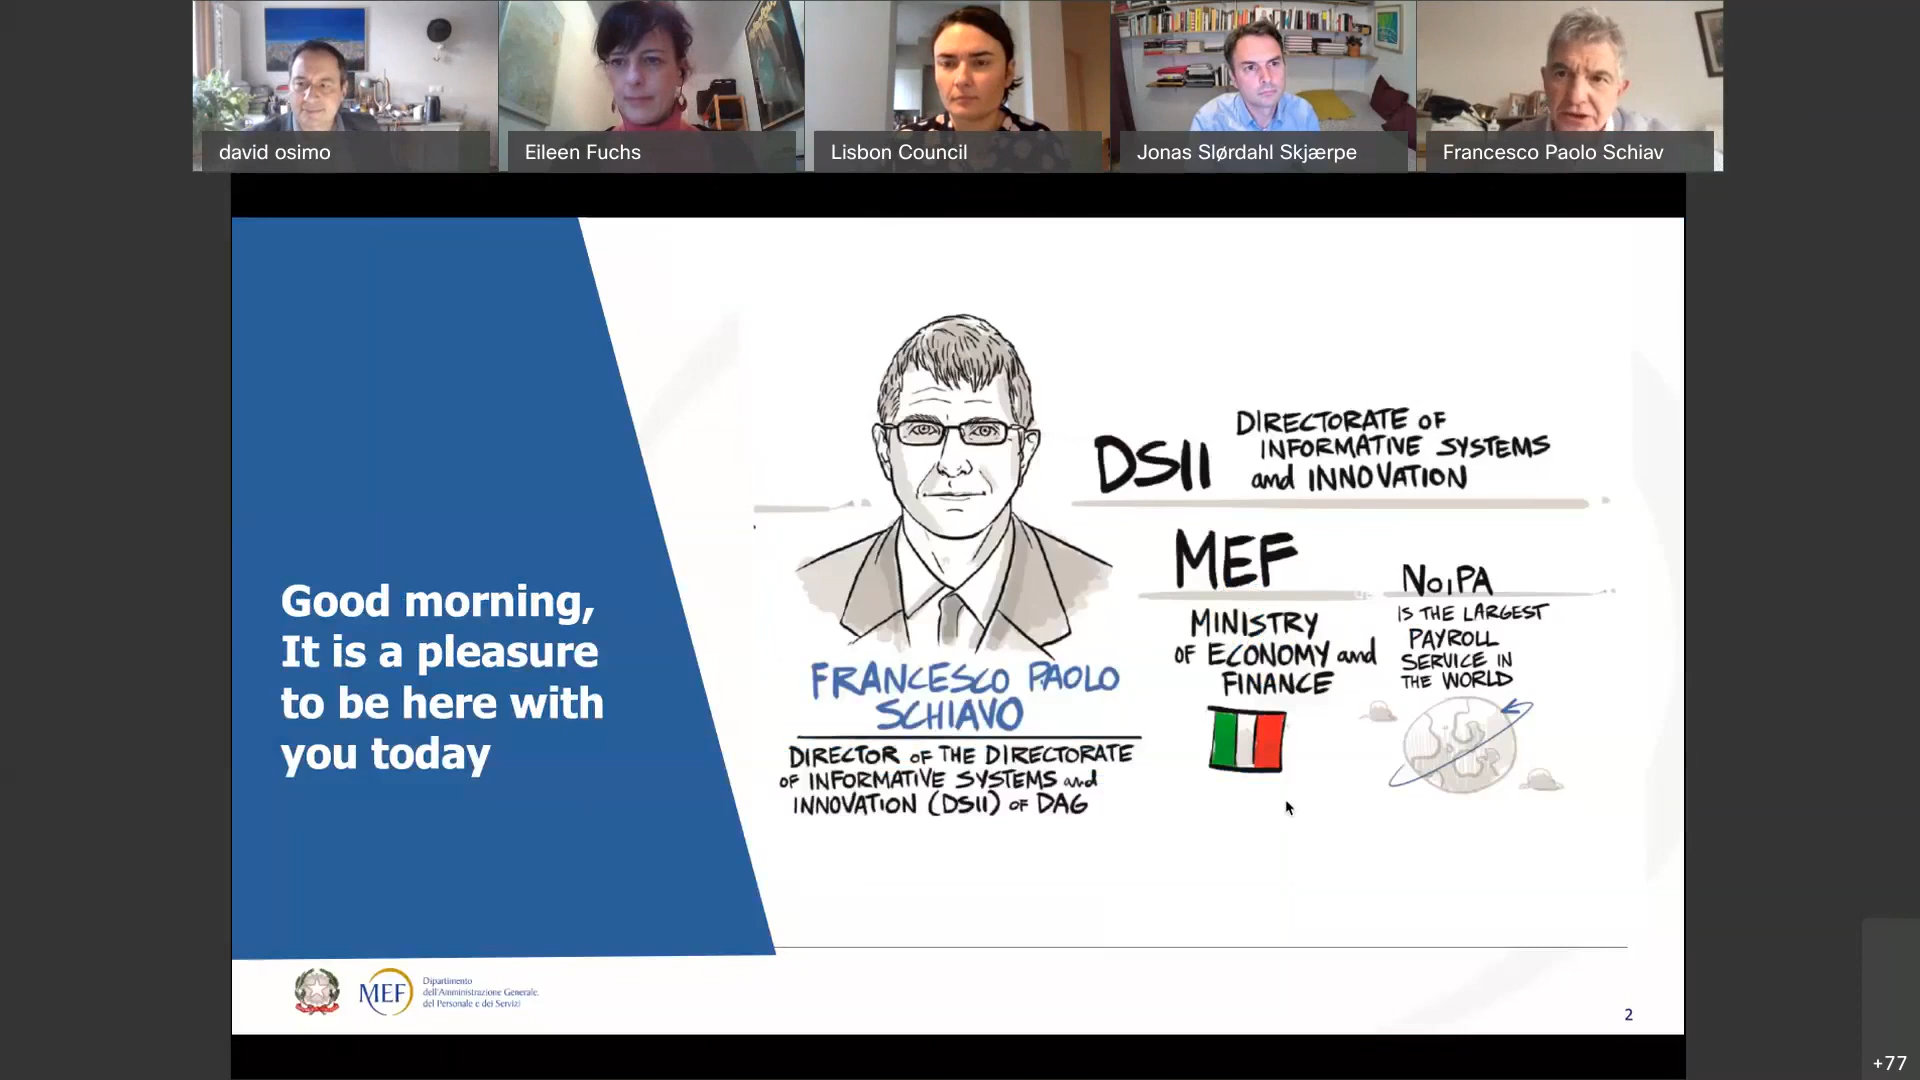 david osimo
Eileen Fuchs
Lisbon Council
Jonas Slørdahl Skjærpe
Francesco Paolo Schiav
Good morning,
It is a pleasure
to be here with
you today
FRANCESCO PAOLO
SCHIAVO
DIRECTOR OF THE DIRECTORATE
OF INFORMATIVE SYSTEMS and
INNOVATION (DSII) OF DAG
DSII
DIRECTORATE OF
INFORMATIVE SYSTEMS
and INNOVATION
MEF
MINISTRY
OF ECONOMY and
FINANCE
NoiPA
IS THE LARGEST
PAYROLL
SERVICE IN
THE WORLD
MEF
Dipartimento
dell'Amministrazione Generale,
del Personale e dei Servizi
2
+77